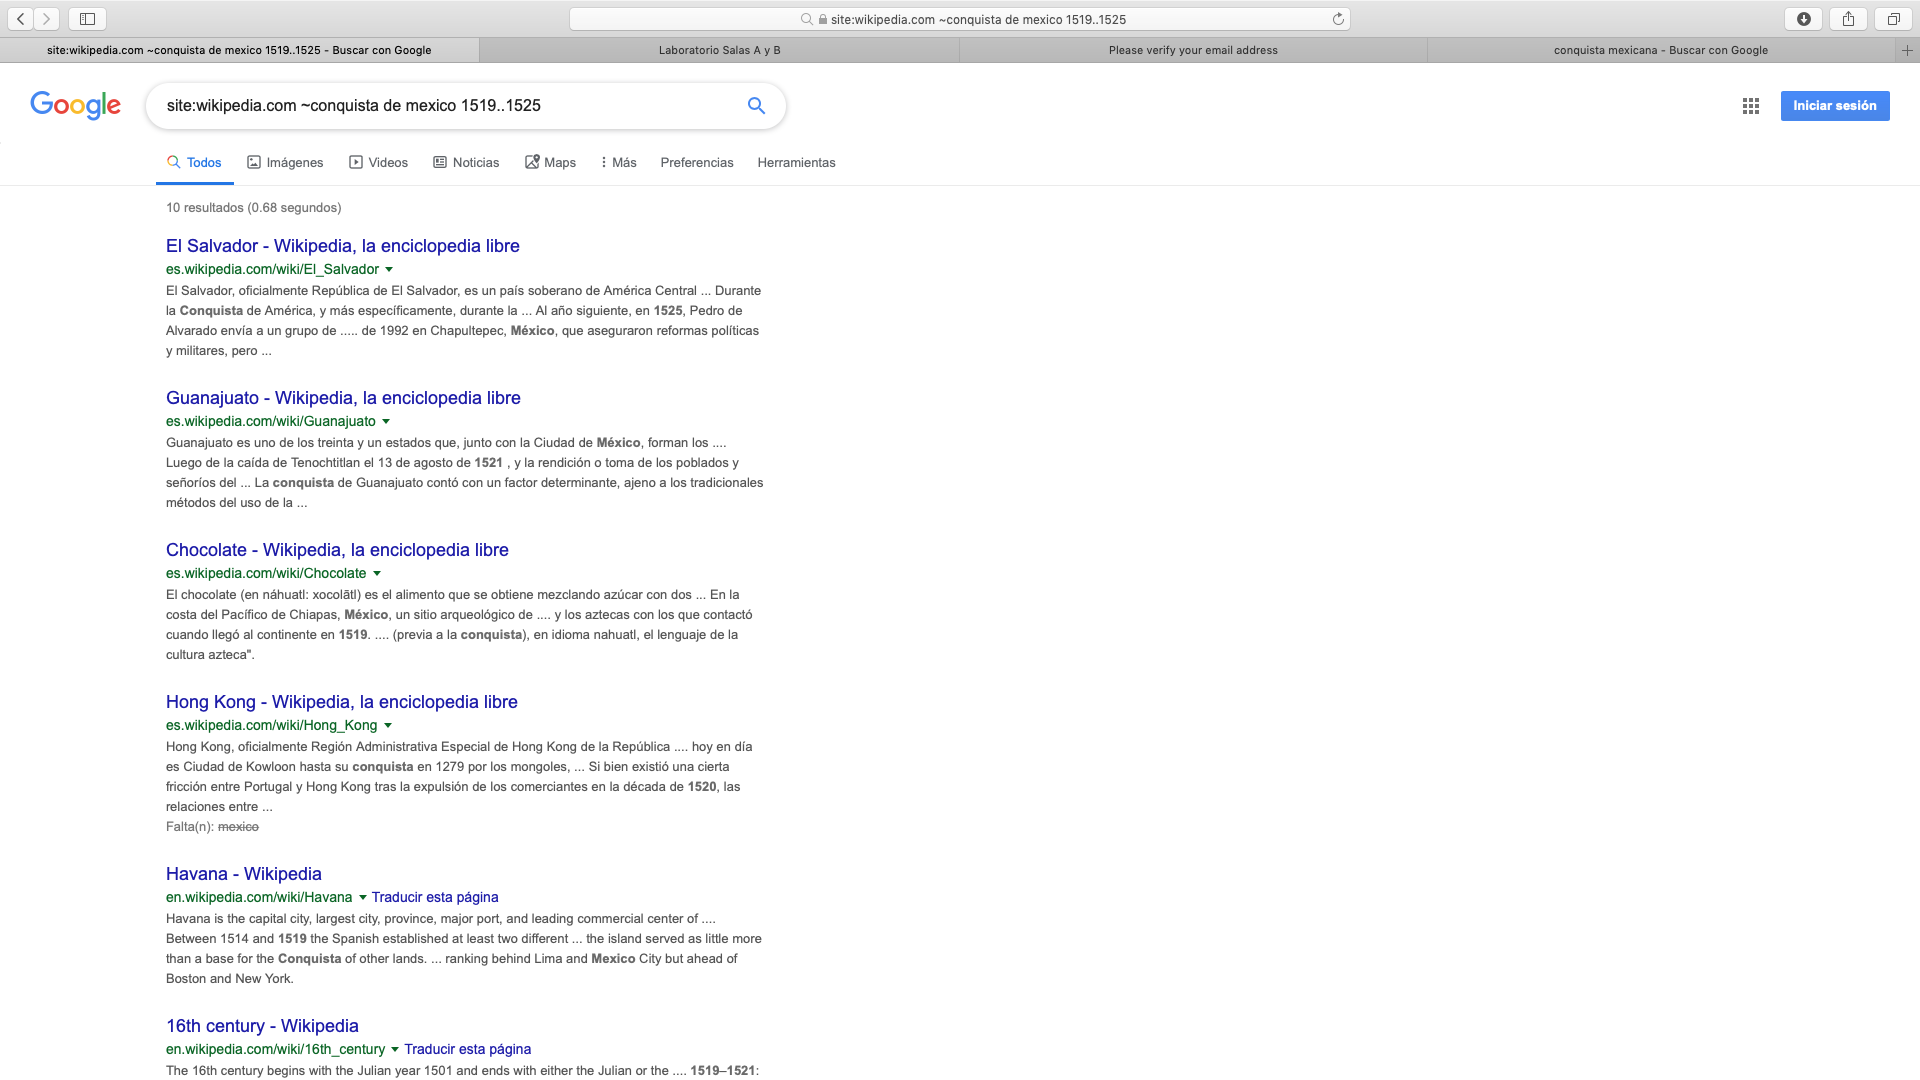 site:wikipedia.com ~conquista de mexico 1519..1525
site:wikipedia.com ~conquista de mexico 1519..1525 - Buscar con Google
Laboratorio Salas A y B
Please verify your email address
conquista mexicana - Buscar con Google
Google
site:wikipedia.com ~conquista de mexico 1519..1525
Iniciar sesión
Todos
Imágenes
Videos
Noticias
Maps
Más
Preferencias
Herramientas
10 resultados (0.68 segundos)
El Salvador - Wikipedia, la enciclopedia libre
es.wikipedia.com/wiki/El_Salvador
El Salvador, oficialmente República de El Salvador, es un país soberano de América Central ... Durante
la Conquista de América, y más específicamente, durante la ... Al año siguiente, en 1525, Pedro de
Alvarado envía a un grupo de ..... de 1992 en Chapultepec, México, que aseguraron reformas políticas
y militares, pero ...
Guanajuato - Wikipedia, la enciclopedia libre
es.wikipedia.com/wiki/Guanajuato
Guanajuato es uno de los treinta y un estados que, junto con la Ciudad de México, forman los ....
Luego de la caída de Tenochtitlan el 13 de agosto de 1521 , y la rendición o toma de los poblados y
señoríos del ... La conquista de Guanajuato contó con un factor determinante, ajeno a los tradicionales
métodos del uso de la ...
Chocolate - Wikipedia, la enciclopedia libre
es.wikipedia.com/wiki/Chocolate
El chocolate (en náhuatl: xocolātl) es el alimento que se obtiene mezclando azúcar con dos ... En la
costa del Pacífico de Chiapas, México, un sitio arqueológico de .... y los aztecas con los que contactó
cuando llegó al continente en 1519. .... (previa a la conquista), en idioma nahuatl, el lenguaje de la
cultura azteca".
Hong Kong - Wikipedia, la enciclopedia libre
es.wikipedia.com/wiki/Hong_Kong
Hong Kong, oficialmente Región Administrativa Especial de Hong Kong de la República .... hoy en día
es Ciudad de Kowloon hasta su conquista en 1279 por los mongoles, ... Si bien existió una cierta
fricción entre Portugal y Hong Kong tras la expulsión de los comerciantes en la década de 1520, las
relaciones entre ...
Falta(n): mexico
Havana - Wikipedia
en.wikipedia.com/wiki/Havana Traducir esta página
Havana is the capital city, largest city, province, major port, and leading commercial center of ....
Between 1514 and 1519 the Spanish established at least two different ... the island served as little more
than a base for the Conquista of other lands. ... ranking behind Lima and Mexico City but ahead of
Boston and New York.
16th century - Wikipedia
en.wikipedia.com/wiki/16th_century Traducir esta página
The 16th century begins with the Julian year 1501 and ends with either the Julian or the .... 1519–1521: